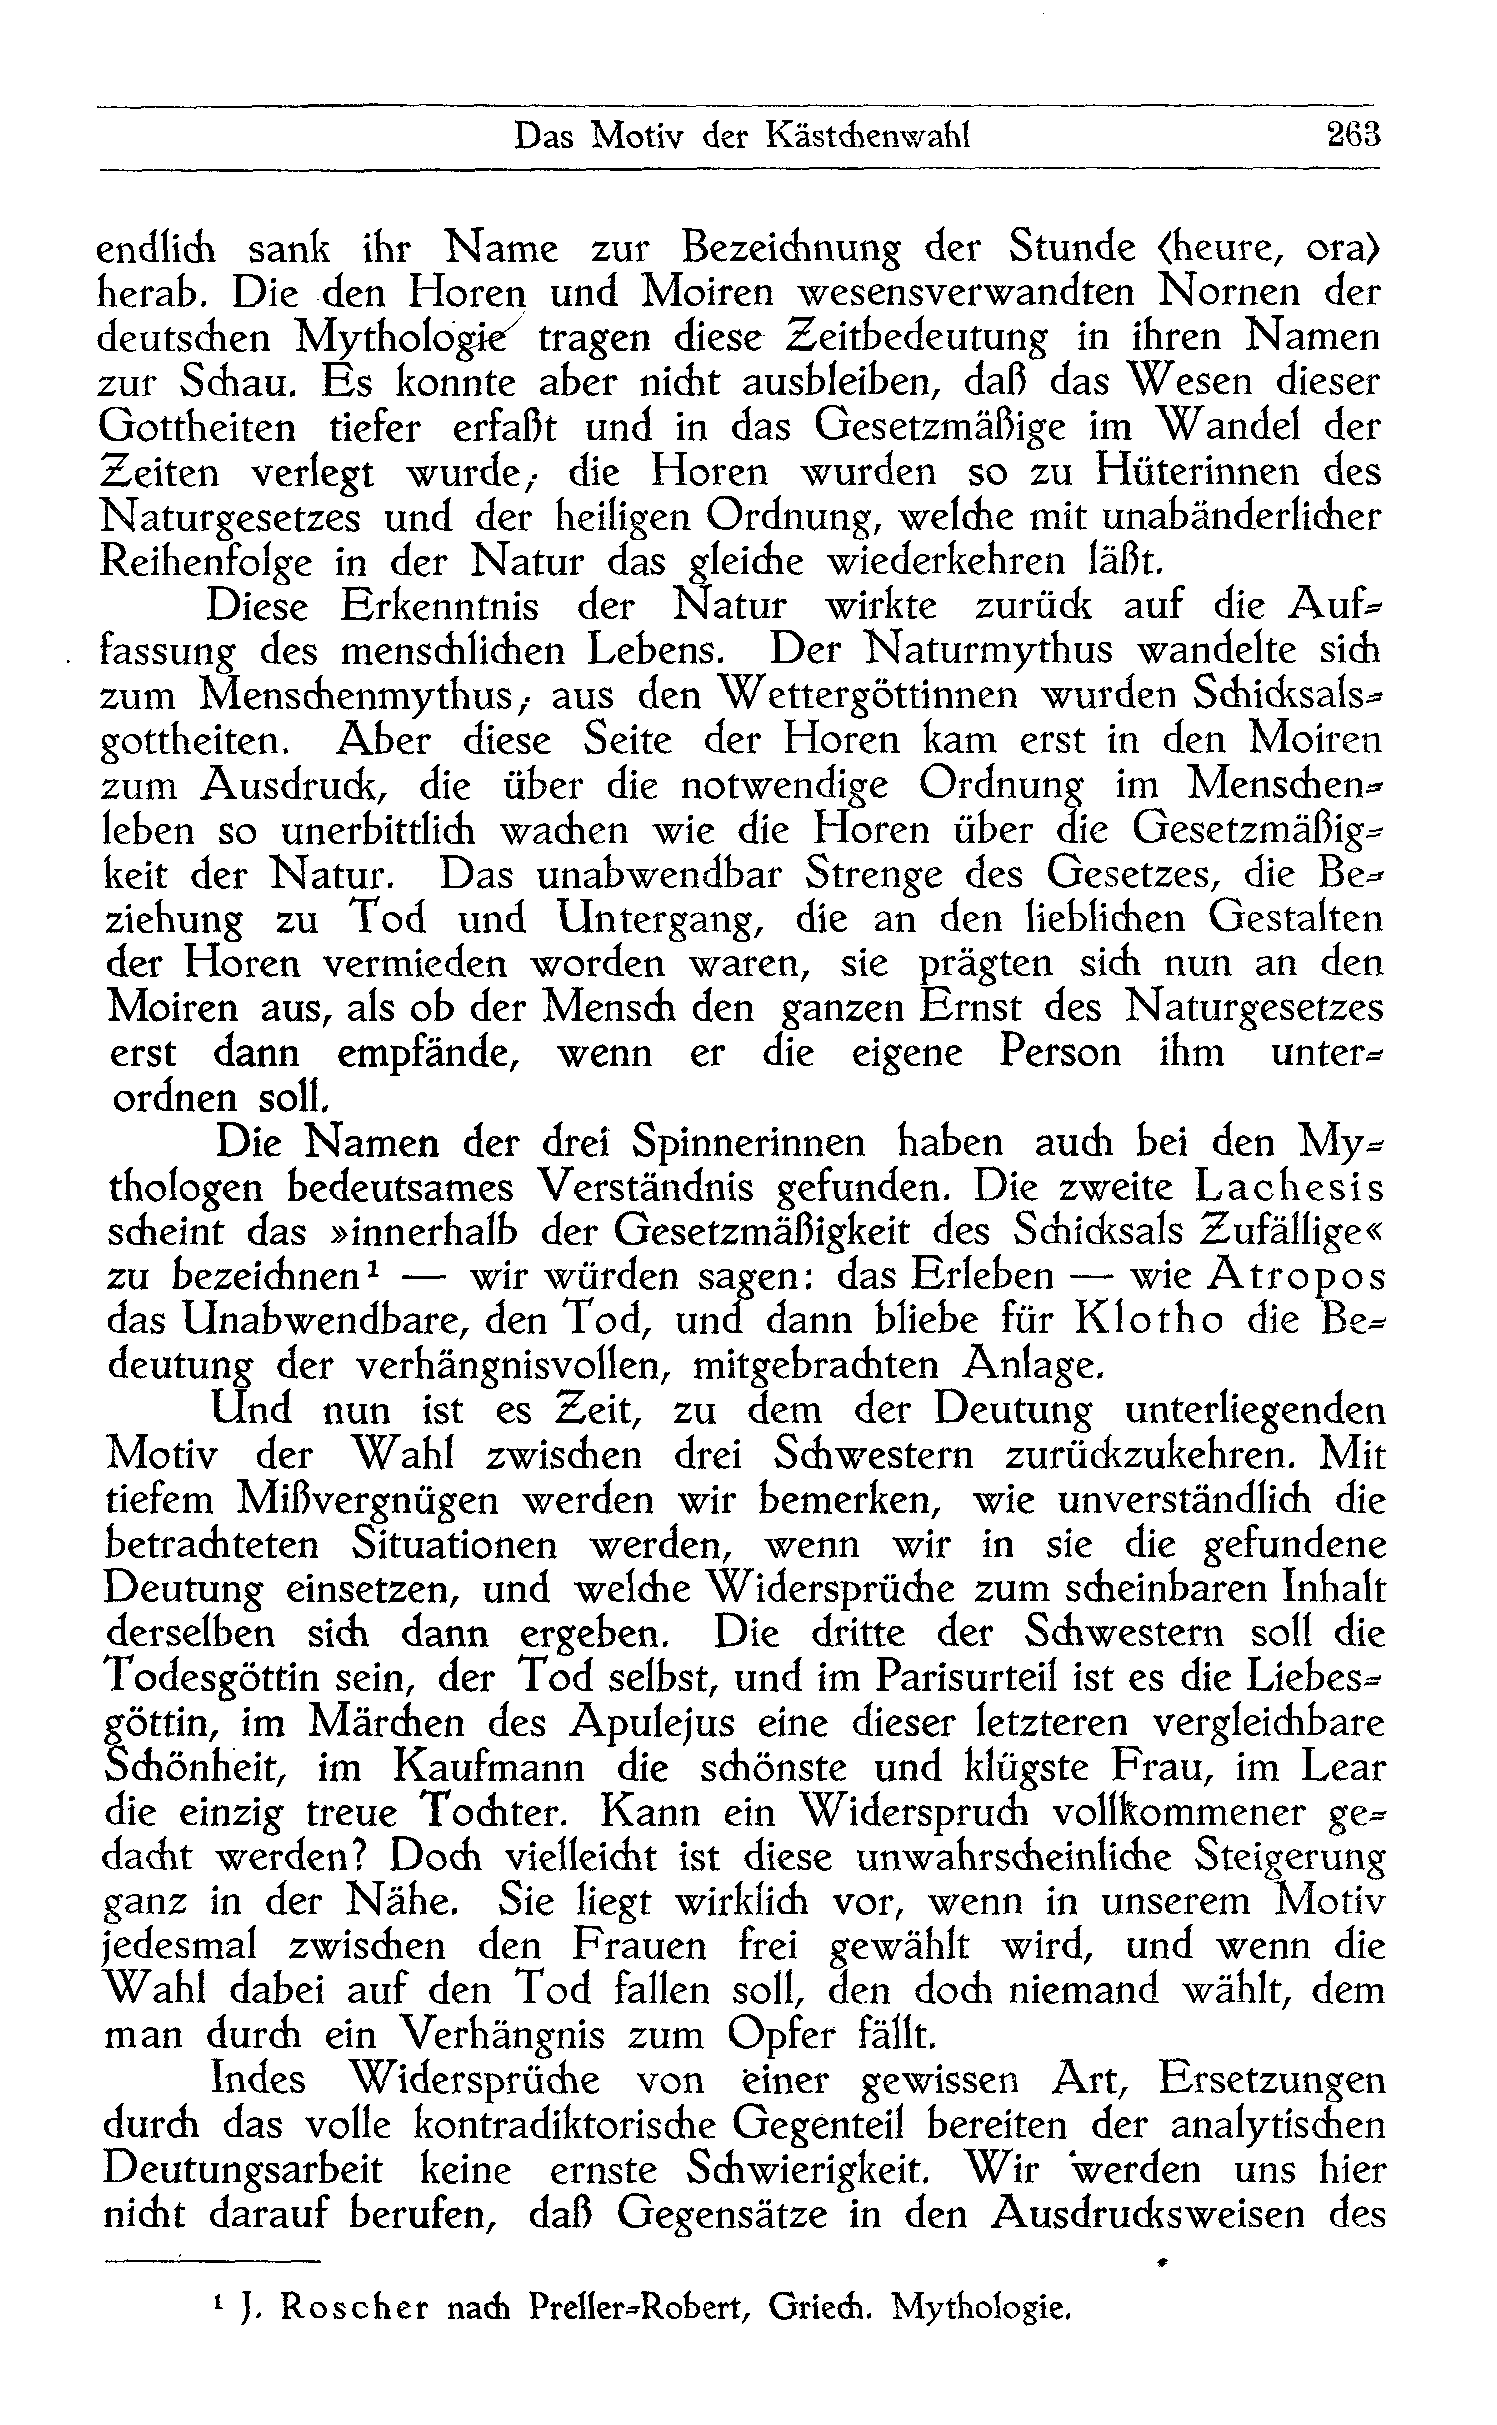 Das Motiv der Kästchenwahl 263
endlich sank ihr Name zur Bezeichnung der Stunde ⟨heure, ora⟩
herab. Die den Horen und Moiren wesensverwandten Nornen der
deutschen Mythologie tragen diese Zeitbedeutung in ihren Namen
zur Schau. Es konnte aber nicht ausbleiben, daß das Wesen dieser
Gottheiten tiefer erfaßt und in das Gesetzmäßige im Wandel der
Zeiten verlegt wurde; die Horen wurden so zu Hüterinnen des
Naturgesetzes und der heiligen Ordnung, welche mit unabänderlicher
Reihenfolge in der Natur das gleiche wiederkehren läßt.
Diese Erkenntnis der Natur wirkte zurück auf die Auf-
fassung des menschlichen Lebens. Der Naturmythus wandelte sich
zum Menschenmythus; aus den Wettergöttinnen wurden Schicksals-
gottheiten. Aber diese Seite der Horen kam erst in den Moiren
zum Ausdruck, die über die notwendige Ordnung im Menschen-
leben so unerbittlich wachen wie die Horen über die Gesetzmäßig-
keit der Natur. Das unabwendbar Strenge des Gesetzes, die Be-
ziehung zu Tod und Untergang, die an den lieblichen Gestalten
der Horen vermieden worden waren, sie prägten sich nun an den
Moiren aus, als ob der Mensch den ganzen Ernst des Naturgesetzes
erst dann empfände, wenn er die eigene Person ihm unter-
ordnen soll.
Die Namen der drei Spinnerinnen haben auch bei den My-
thologen bedeutsames Verständnis gefunden. Die zweite Lachesis
scheint das »innerhalb der Gesetzmäßigkeit des Schicksals Zufällige«
zu bezeichnen¹ — wir würden sagen: das Erleben — wie Atropos
das Unabwendbare, den Tod, und dann bliebe für Klotho die Be-
deutung der verhängnisvollen, mitgebrachten Anlage.
Und nun ist es Zeit, zu dem der Deutung unterliegenden
Motiv der Wahl zwischen drei Schwestern zurückzukehren. Mit
tiefem Mißvergnügen werden wir bemerken, wie unverständlich die
betrachteten Situationen werden, wenn wir in sie die gefundene
Deutung einsetzen, und welche Widersprüche zum scheinbaren Inhalt
derselben sich dann ergeben. Die dritte der Schwestern soll die
Todesgöttin sein, der Tod selbst, und im Parisurteil ist es die Liebes-
göttin, im Märchen des Apulejus eine dieser letzteren vergleichbare
Schönheit, im Kaufmann die schönste und klügste Frau, im Lear
die einzig treue Tochter. Kann ein Widerspruch vollkommener ge-
dacht werden? Doch vielleicht ist diese unwahrscheinliche Steigerung
ganz in der Nähe. Sie liegt wirklich vor, wenn in unserem Motiv
jedesmal zwischen den Frauen frei gewählt wird, und wenn die
Wahl dabei auf den Tod fallen soll, den doch niemand wählt, dem
man durch ein Verhängnis zum Opfer fällt.
Indes Widersprüche von einer gewissen Art, Ersetzungen
durch das volle kontradiktorische Gegenteil bereiten der analytischen
Deutungsarbeit keine ernste Schwierigkeit. Wir werden uns hier
nicht darauf berufen, daß Gegensätze in den Ausdrucksweisen des
¹ J. Roscher nach Preller-Robert, Griech. Mythologie.